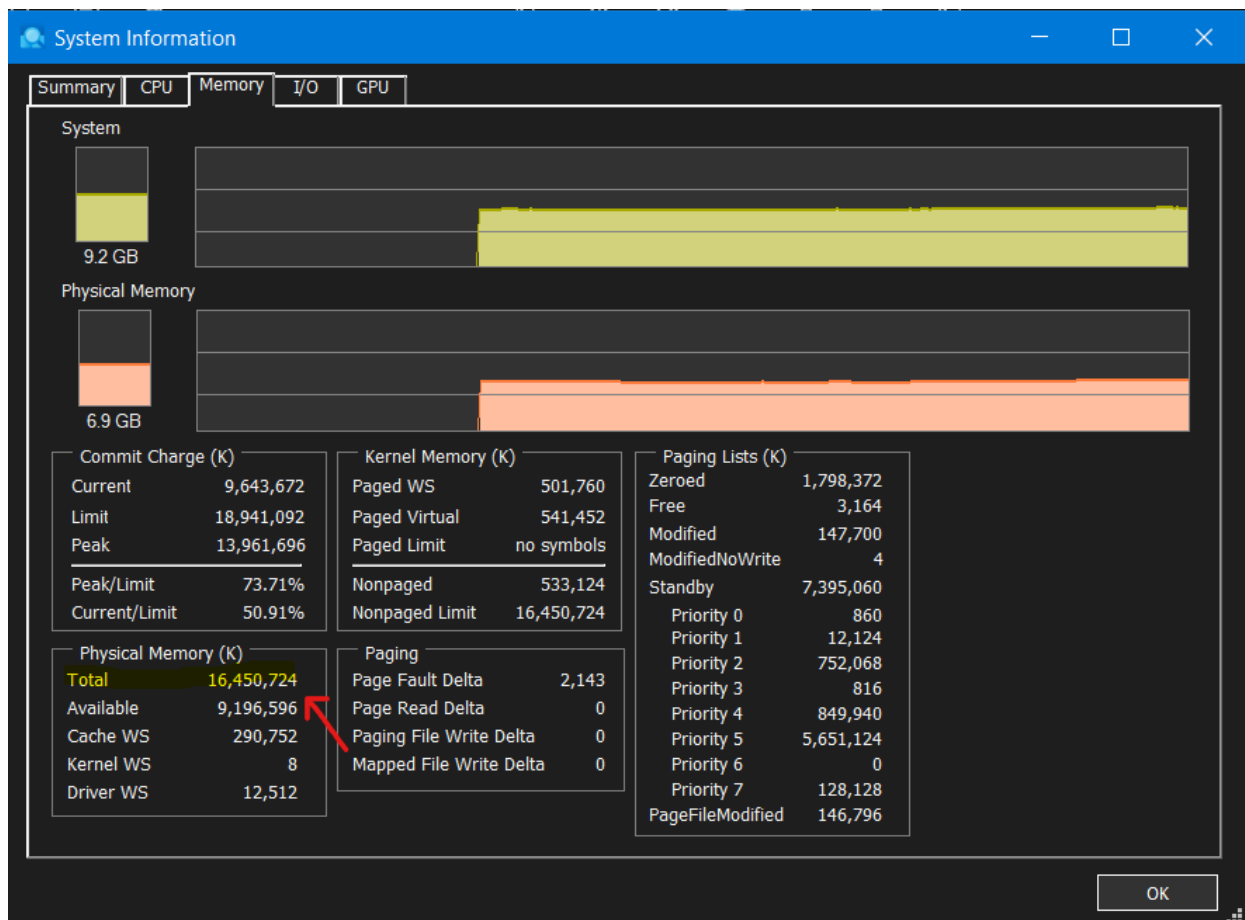 System Information
Summary CPU Memory I/O GPU
System
9.2 GB
Physical Memory
6.9 GB
Commit Charge (K)
Current 9,643,672
Limit 18,941,092
Peak 13,961,696
Peak/Limit 73.71%
Current/Limit 50.91%
Physical Memory (K)
Total 16,450,724
Available 9,196,596
Cache WS 290,752
Kernel WS 8
Driver WS 12,512
Kernel Memory (K)
Paged WS 501,760
Paged Virtual 541,452
Paged Limit no symbols
Nonpaged 533,124
Nonpaged Limit 16,450,724
Paging
Page Fault Delta 2,143
Page Read Delta 0
Paging File Write Delta 0
Mapped File Write Delta 0
Paging Lists (K)
Zeroed 1,798,372
Free 3,164
Modified 147,700
ModifiedNoWrite 4
Standby 7,395,060
Priority 0 860
Priority 1 12,124
Priority 2 752,068
Priority 3 816
Priority 4 849,940
Priority 5 5,651,124
Priority 6 0
Priority 7 128,128
PageFileModified 146,796
OK